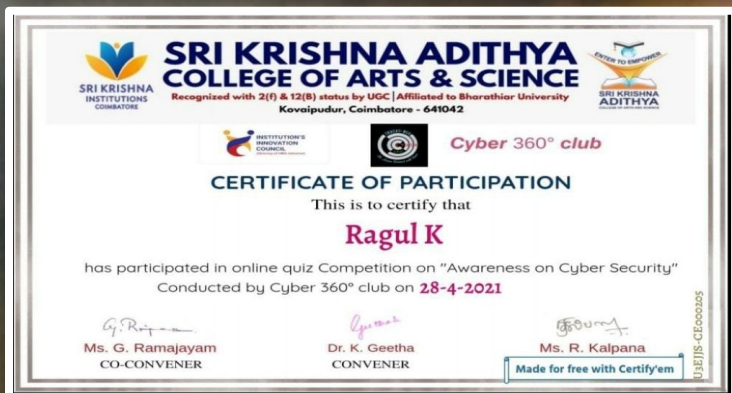 SRI KRISHNA
INSTITUTIONS
COIMBATORE
SRI KRISHNA ADITHYA
COLLEGE OF ARTS & SCIENCE
Recognized with 2(f) & 12(B) status by UGC | Affiliated to Bharathiar University
Kovaipudur, Coimbatore - 641042
ENTER TO EMPOWER
SRI KRISHNA
ADITHYA
INSTITUTION'S
INNOVATION
COUNCIL
Cyber 360° club
CERTIFICATE OF PARTICIPATION
This is to certify that
Ragul K
has participated in online quiz Competition on "Awareness on Cyber Security"
Conducted by Cyber 360° club on 28-4-2021
Ms. G. Ramajayam
CO-CONVENER
Dr. K. Geetha
CONVENER
Ms. R. Kalpana
Made for free with Certify'em
U3EJJS-CE000205